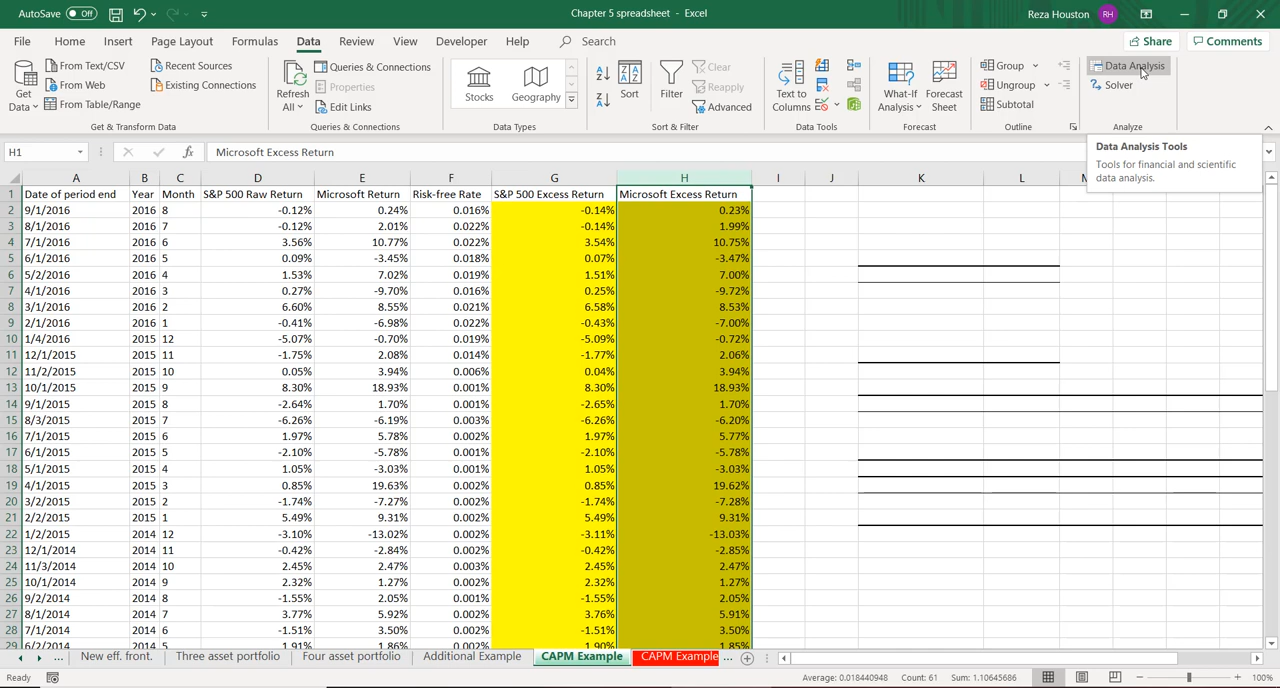 AutoSave Off
Chapter 5 spreadsheet - Excel
Reza Houston RH
File Home Insert Page Layout Formulas Data Review View Developer Help Search Share Comments
Get Data
From Text/CSV
From Web
From Table/Range
Recent Sources
Existing Connections
Get & Transform Data
Refresh All
Queries & Connections
Properties
Edit Links
Queries & Connections
Stocks
Geography
Data Types
Sort
Filter
Clear
Reapply
Advanced
Sort & Filter
Text to Columns
Data Tools
What-If Analysis
Forecast Sheet
Forecast
Group
Ungroup
Subtotal
Outline
Data Analysis
Solver
Analyze
H1 fx Microsoft Excess Return
Data Analysis Tools
Tools for financial and scientific
data analysis.
A B C D E F G H I J K L M
1 Date of period end Year Month S&P 500 Raw Return Microsoft Return Risk-free Rate S&P 500 Excess Return Microsoft Excess Return
2 9/1/2016 2016 8 -0.12% 0.24% 0.016% -0.14% 0.23%
3 8/1/2016 2016 7 -0.12% 2.01% 0.022% -0.14% 1.99%
4 7/1/2016 2016 6 3.56% 10.77% 0.022% 3.54% 10.75%
5 6/1/2016 2016 5 0.09% -3.45% 0.018% 0.07% -3.47%
6 5/2/2016 2016 4 1.53% 7.02% 0.019% 1.51% 7.00%
7 4/1/2016 2016 3 0.27% -9.70% 0.016% 0.25% -9.72%
8 3/1/2016 2016 2 6.60% 8.55% 0.021% 6.58% 8.53%
9 2/1/2016 2016 1 -0.41% -6.98% 0.022% -0.43% -7.00%
10 1/4/2016 2015 12 -5.07% -0.70% 0.019% -5.09% -0.72%
11 12/1/2015 2015 11 -1.75% 2.08% 0.014% -1.77% 2.06%
12 11/2/2015 2015 10 0.05% 3.94% 0.006% 0.04% 3.94%
13 10/1/2015 2015 9 8.30% 18.93% 0.002% 8.30% 18.93%
14 9/1/2015 2015 8 -2.64% 1.70% 0.002% -2.65% 1.70%
15 8/3/2015 2015 7 -6.26% -6.19% 0.003% -6.26% -6.20%
16 7/1/2015 2015 6 1.97% 5.78% 0.002% 1.97% 5.77%
17 6/1/2015 2015 5 -2.10% -5.78% 0.001% -2.10% -5.78%
18 5/1/2015 2015 4 1.05% -3.03% 0.001% 1.05% -3.03%
19 4/1/2015 2015 3 0.85% 19.63% 0.002% 0.85% 19.62%
20 3/2/2015 2015 2 -1.74% -7.27% 0.002% -1.74% -7.28%
21 2/2/2015 2015 1 5.49% 9.31% 0.002% 5.49% 9.31%
22 1/2/2015 2014 12 -3.10% -13.02% 0.002% -3.11% -13.03%
23 12/1/2014 2014 11 -0.42% -2.84% 0.002% -0.42% -2.85%
24 11/3/2014 2014 10 2.45% 2.47% 0.003% 2.45% 2.47%
25 10/1/2014 2014 9 2.32% 1.27% 0.002% 2.32% 1.27%
26 9/2/2014 2014 8 -1.55% 2.05% 0.001% -1.55% 2.05%
27 8/1/2014 2014 7 3.77% 5.92% 0.002% 3.76% 5.91%
28 7/1/2014 2014 6 -1.51% 3.50% 0.002% -1.51% 3.50%
29 6/2/2014 2014 5 1.91% 1.86% 0.002% 1.90% 1.85%
... New eff. front. Three asset portfolio Four asset portfolio Additional Example CAPM Example CAPM Example ...
Ready Average: 0.018440948 Count: 61 Sum: 1.10645686 100%